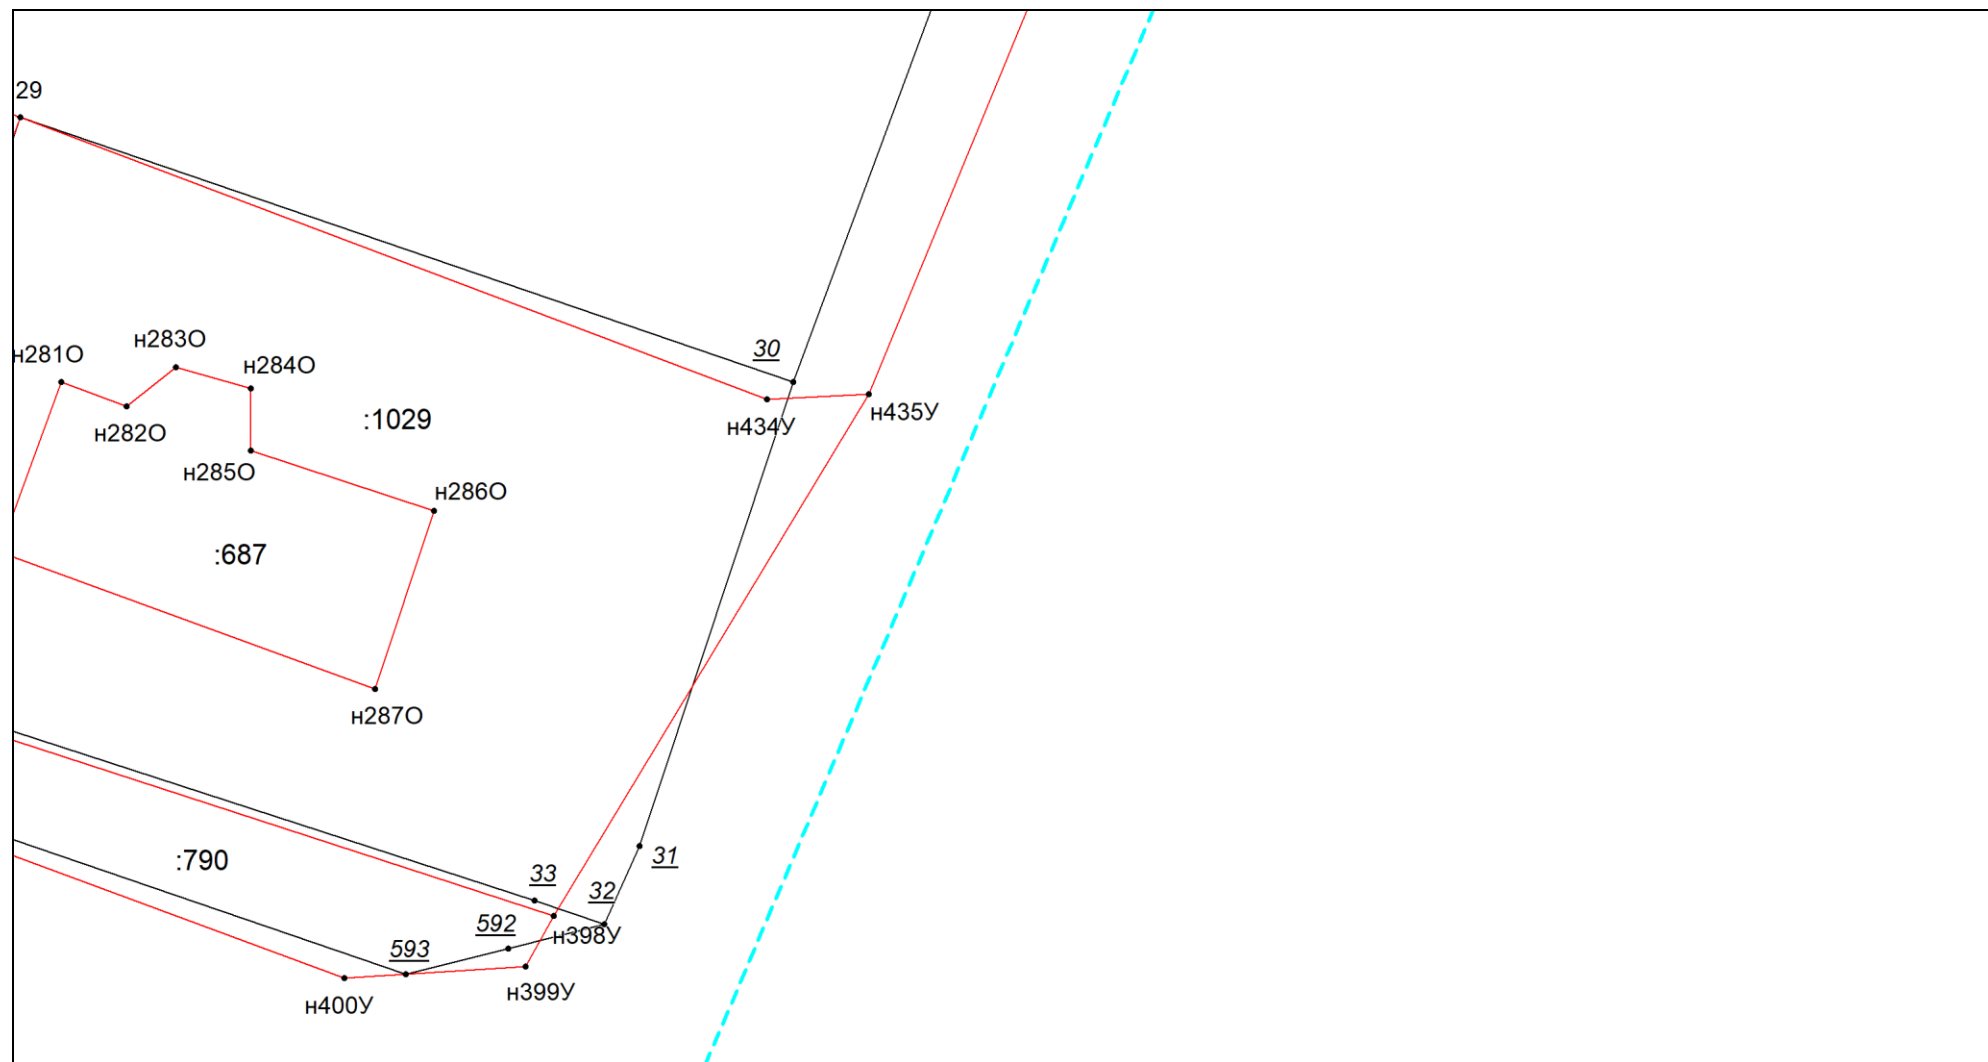 29
30
н283О
н281О
н284О
н435У
:1029
н434У
н282О
н285О
н286О
:687
н287О
31
:790
33
32
592
н398У
593
н399У
н400У